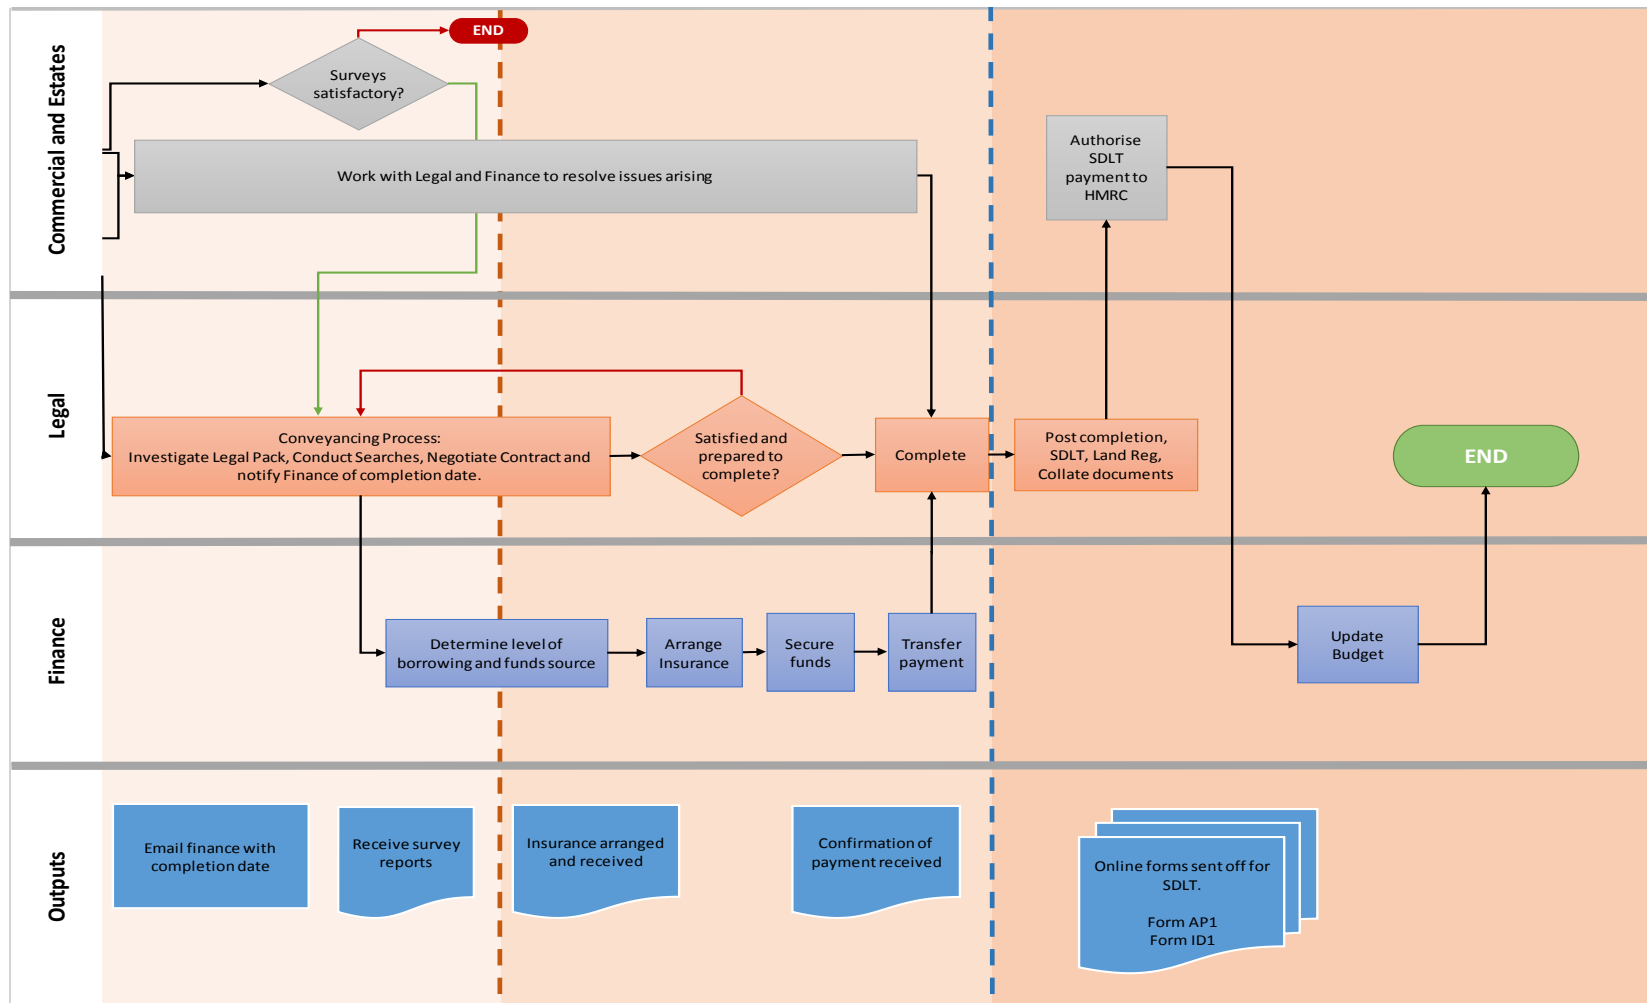 Commercial and Estates
END
Surveys
satisfactory?
Work with Legal and Finance to resolve issues arising
Authorise
SDLT
payment to
HMRC
Legal
Conveyancing Process:
Investigate Legal Pack, Conduct Searches, Negotiate Contract and
notify Finance of completion date.
Satisfied and
prepared to
complete?
Complete
Post completion,
SDLT, Land Reg,
Collate documents
END
Finance
Determine level of
borrowing and funds source
Arrange
Insurance
Secure
funds
Transfer
payment
Update
Budget
Outputs
Email finance with
completion date
Receive survey
reports
Insurance arranged
and received
Confirmation of
payment received
Online forms sent off for
SDLT.
Form AP1
Form ID1